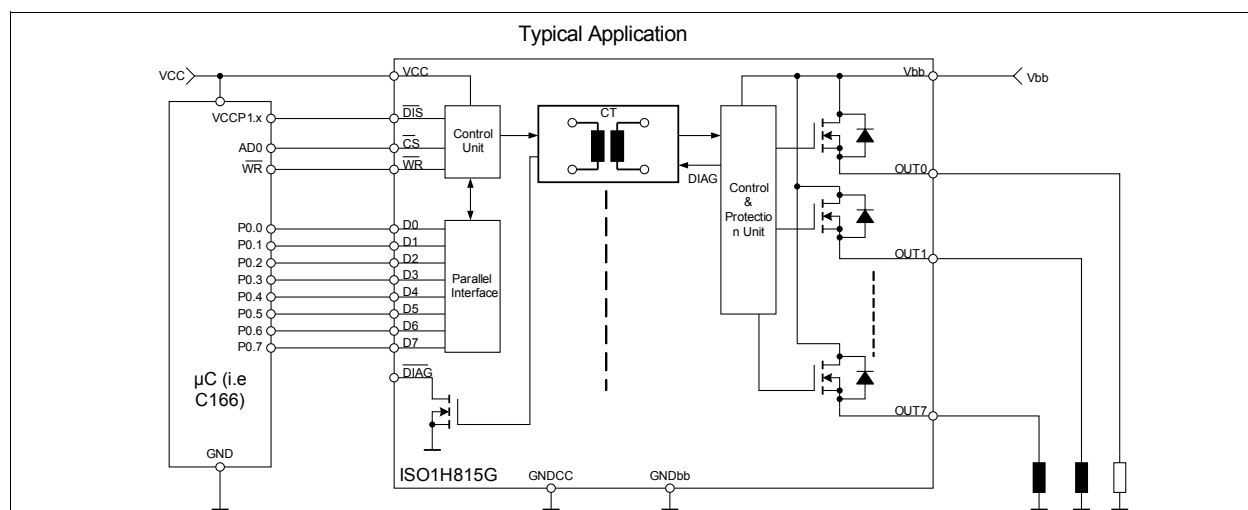 Typical Application
VCC
VCC
Vbb
Vbb
VCCP1.x
DIS
CT
AD0
CS
Control
Unit
WR
WR
DIAG
OUT0
Control
&
Protectio
n Unit
P0.0
D0
P0.1
D1
OUT1
P0.2
D2
P0.3
D3
Parallel
Interface
P0.4
D4
P0.5
D5
P0.6
D6
P0.7
D7
DIAG
µC (i.e
C166)
OUT7
GND
ISO1H815G
GNDCC
GNDbb